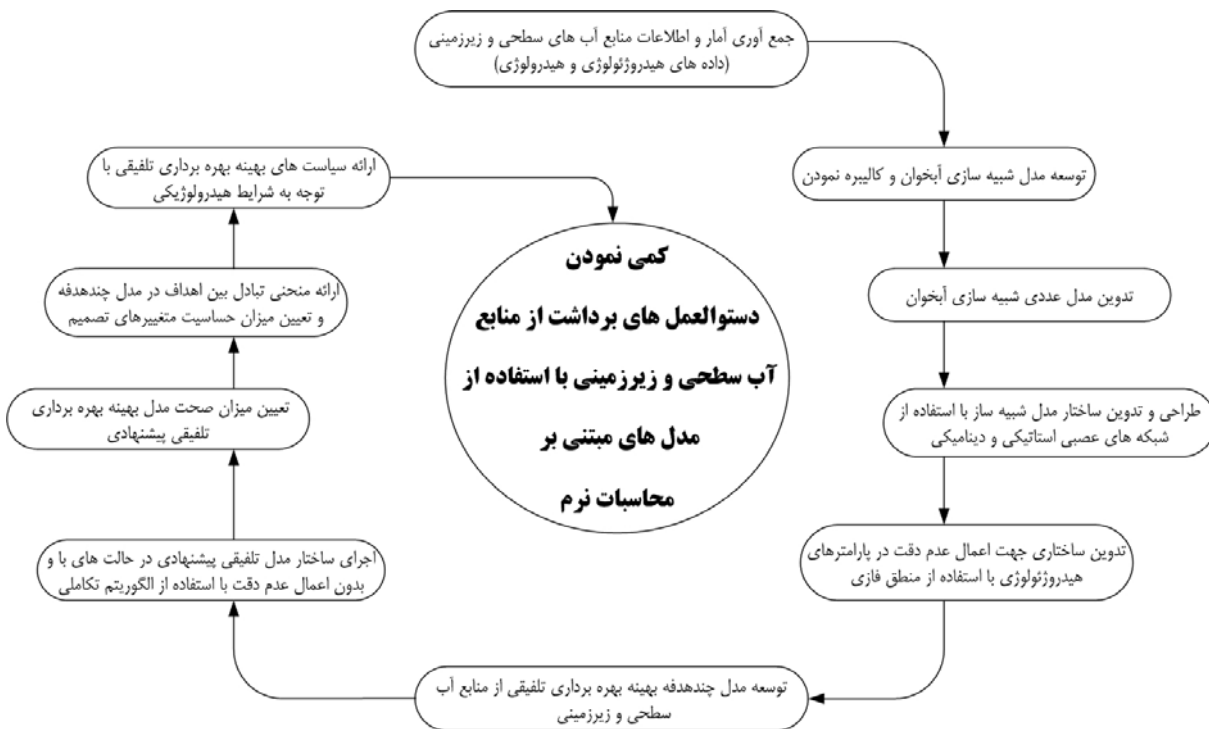 جمع آوری آمار و اطلاعات منابع آب های سطحی و زیرزمینی
(داده های هیدروژئولوژی و هیدرولوژی)
توسعه مدل شبیه سازی آبخوان و کالیبره نمودن
تدوین مدل عددی شبیه سازی آبخوان
طراحی و تدوین ساختار مدل شبیه ساز با استفاده از
شبکه های عصبی استاتیکی و دینامیکی
تدوین ساختاری جهت اعمال عدم دقت در پارامترهای
هیدروژئولوژی با استفاده از منطق فازی
توسعه مدل چندهدفه بهینه بهره برداری تلفیقی از منابع آب
سطحی و زیرزمینی
اجرای ساختار مدل تلفیقی پیشنهادی در حالت های با و
بدون اعمال عدم دقت با استفاده از الگوریتم تکاملی
تعیین میزان صحت مدل بهینه بهره برداری
تلفیقی پیشنهادی
ارائه منحنی تبادل بین اهداف در مدل چندهدفه
و تعیین میزان حساسیت متغییرهای تصمیم
ارائه سیاست های بهینه بهره برداری تلفیقی با
توجه به شرایط هیدرولوژیکی
کمی نمودن
دستوالعمل های برداشت از منابع
آب سطحی و زیرزمینی با استفاده از
مدل های مبتنی بر
محاسبات نرم